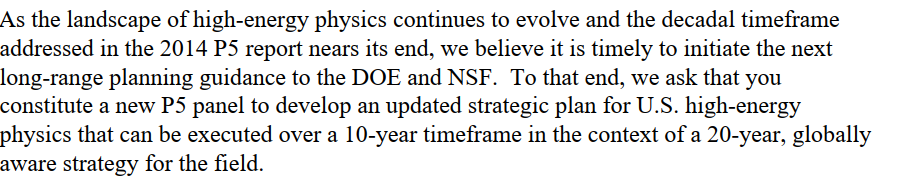 As the landscape of high-energy physics continues to evolve and the decadal timeframe
addressed in the 2014 P5 report nears its end, we believe it is timely to initiate the next
long-range planning guidance to the DOE and NSF.  To that end, we ask that you
constitute a new P5 panel to develop an updated strategic plan for U.S. high-energy
physics that can be executed over a 10-year timeframe in the context of a 20-year, globally
aware strategy for the field.